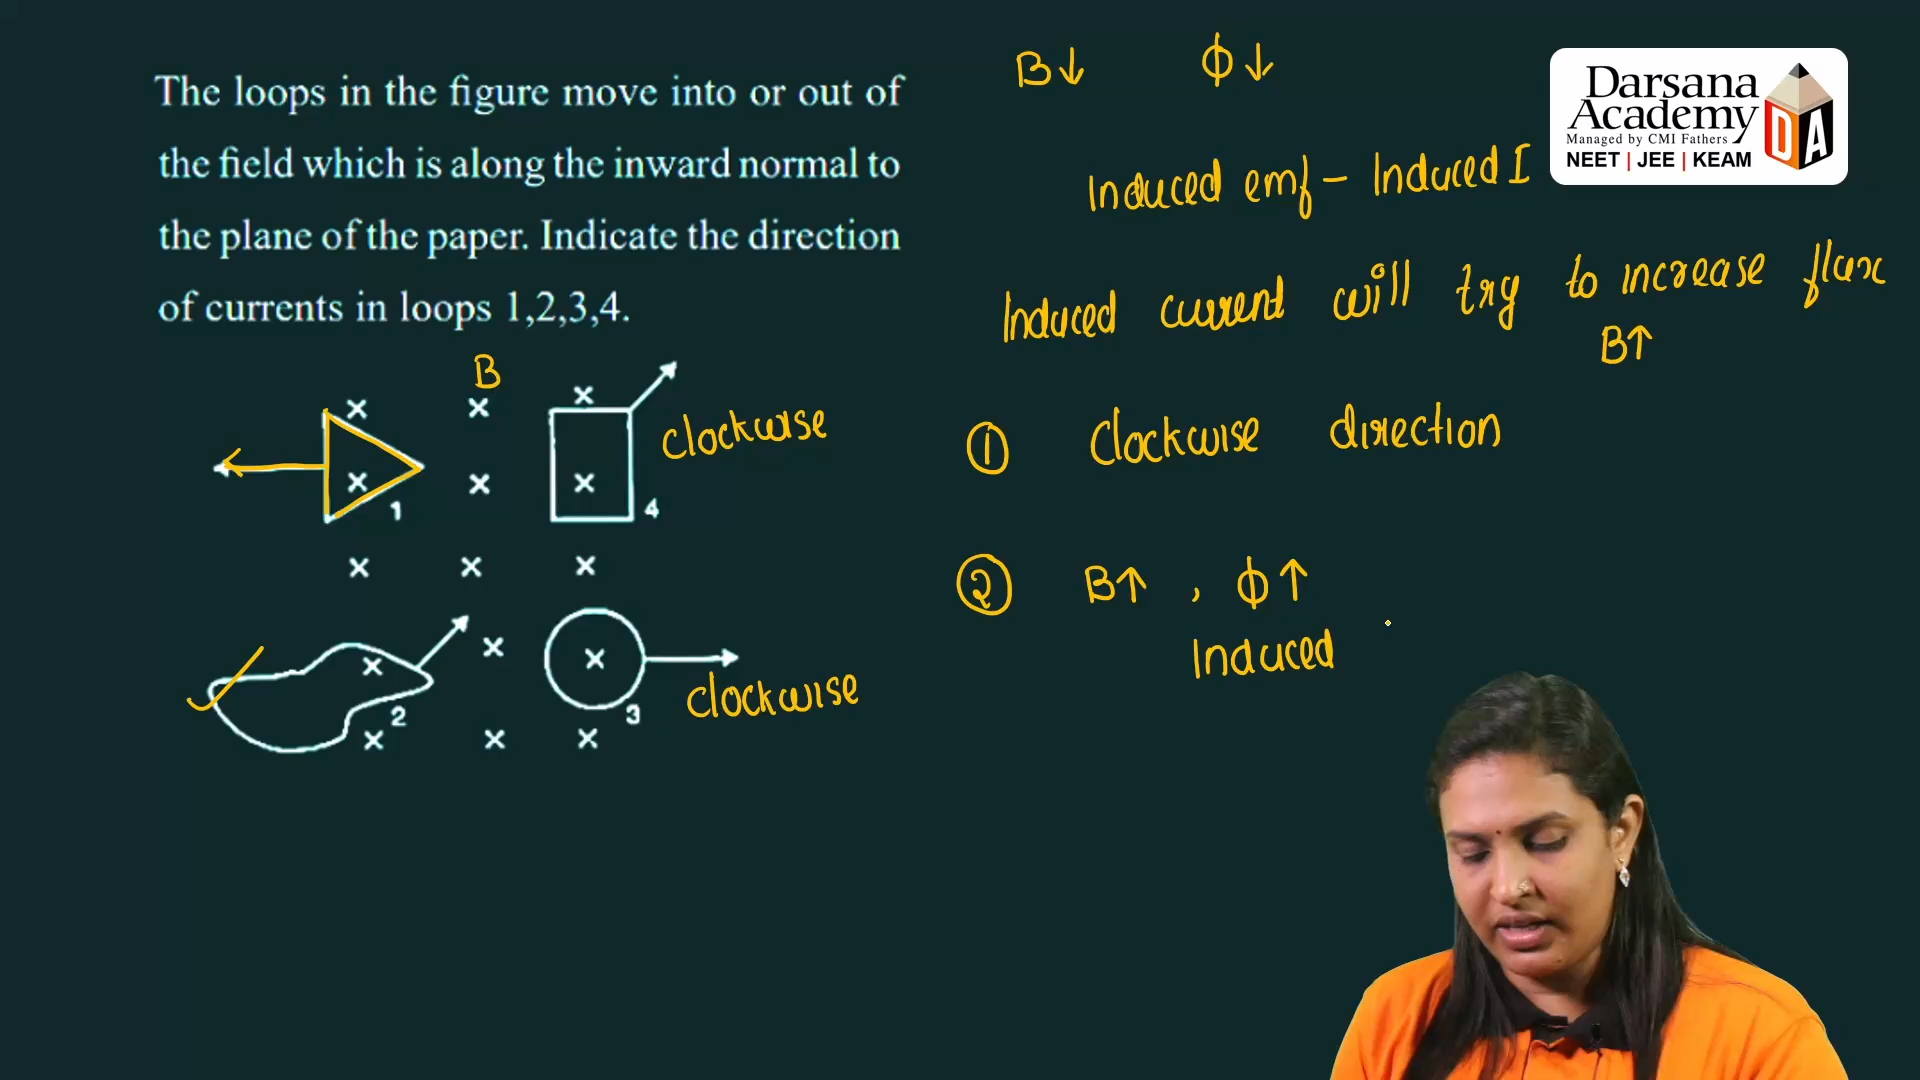 The loops in the figure move into or out of
the field which is along the inward normal to
the plane of the paper. Indicate the direction
of currents in loops 1,2,3,4.
B
× × ×
clockwise
× × ×
1 4
× × ×
× × ×
clockwise
2 3
× × ×
B↓ Φ↓
Induced emf – Induced I
Induced current will try to increase flux
B↑
① Clockwise direction
② B↑ , Φ↑
Induced
Darsana
Academy
Managed by CMI Fathers
NEET | JEE | KEAM
DA